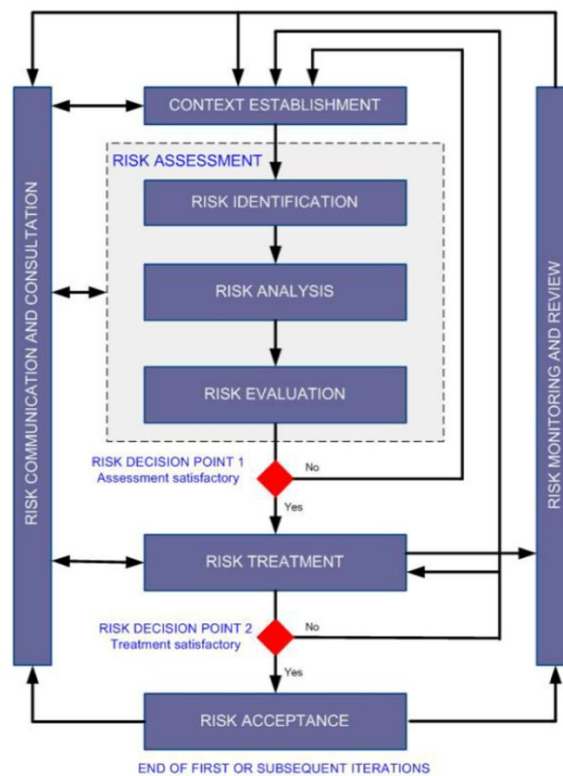 CONTEXT ESTABLISHMENT
RISK ASSESSMENT
RISK IDENTIFICATION
RISK ANALYSIS
RISK EVALUATION
RISK DECISION POINT 1
Assessment satisfactory
No
Yes
RISK TREATMENT
RISK DECISION POINT 2
Treatment satisfactory
No
Yes
RISK ACCEPTANCE
END OF FIRST OR SUBSEQUENT ITERATIONS
RISK COMMUNICATION AND CONSULTATION
RISK MONITORING AND REVIEW